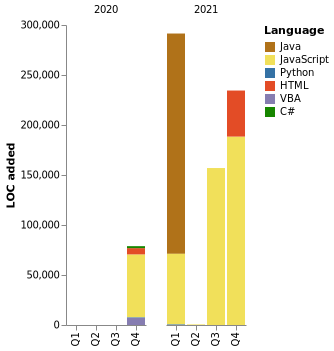 2020 2021
Language
Java
JavaScript
Python
HTML
VBA
C#
LOC added
300,000
250,000
200,000
150,000
100,000
50,000
0
Q1 Q2 Q3 Q4 Q1 Q2 Q3 Q4